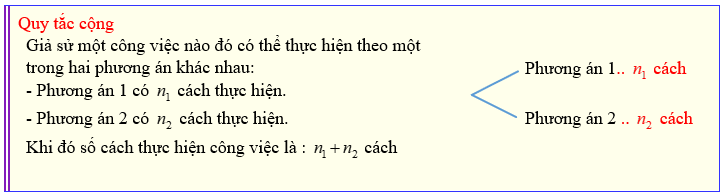 Quy tắc cộng
Giả sử một công việc nào đó có thể thực hiện theo một
trong hai phương án khác nhau:
- Phương án 1 có n₁ cách thực hiện.
- Phương án 2 có n₂ cách thực hiện.
Khi đó số cách thực hiện công việc là : n₁ + n₂ cách
Phương án 1.. n₁ cách
Phương án 2 .. n₂ cách